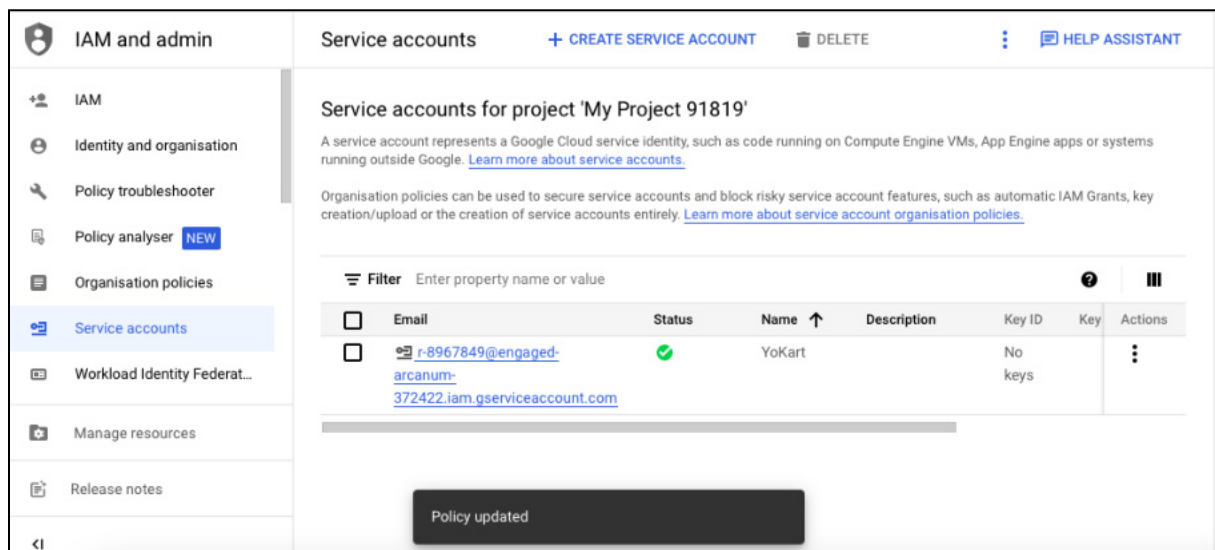 IAM and admin
Service accounts
+ CREATE SERVICE ACCOUNT
DELETE
HELP ASSISTANT
IAM
Identity and organisation
Policy troubleshooter
Policy analyser NEW
Organisation policies
Service accounts
Workload Identity Federat...
Manage resources
Release notes
Service accounts for project 'My Project 91819'
A service account represents a Google Cloud service identity, such as code running on Compute Engine VMs, App Engine apps or systems
running outside Google. Learn more about service accounts.
Organisation policies can be used to secure service accounts and block risky service account features, such as automatic IAM Grants, key
creation/upload or the creation of service accounts entirely. Learn more about service account organisation policies.
Filter Enter property name or value
Email Status Name Description Key ID Key Actions
r-8967849@engaged- YoKart No
arcanum- keys
372422.iam.gserviceaccount.com
Policy updated